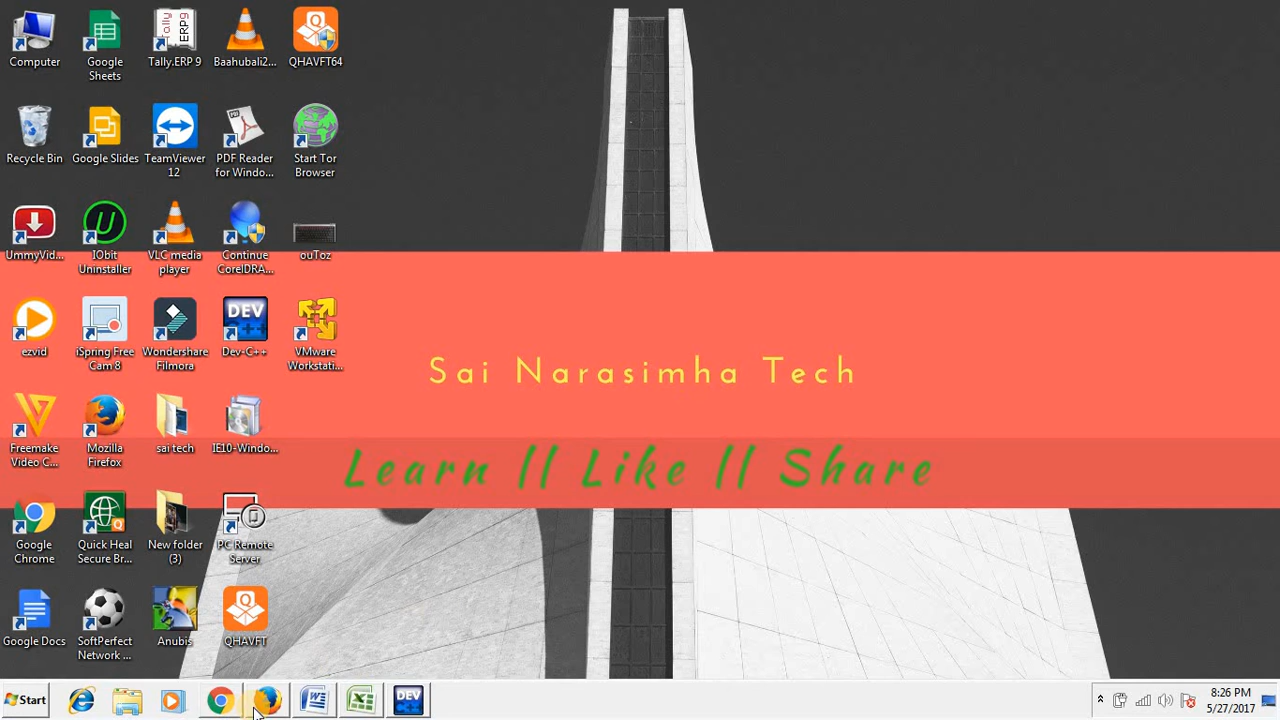 Computer
Google
Sheets
Tally.ERP 9
Baahubali2...
QHAVFT64
Recycle Bin
Google Slides
TeamViewer
12
PDF Reader
for Windo...
Start Tor
Browser
UmmyVid...
IObit
Uninstaller
VLC media
player
Continue
CorelDRA...
ouToz
ezvid
iSpring Free
Cam 8
Wondershare
Filmora
DEV
C++
Dev-C++
VMware
Workstati...
Sai Narasimha Tech
Freemake
Video C...
Mozilla
Firefox
sai tech
IE10-Windo...
Learn || Like || Share
Google
Chrome
Quick Heal
Secure Br...
New folder
(3)
PC Remote
Server
Google Docs
SoftPerfect
Network ...
Anubis
QHAVFT
Start
DEV
8:26 PM
5/27/2017